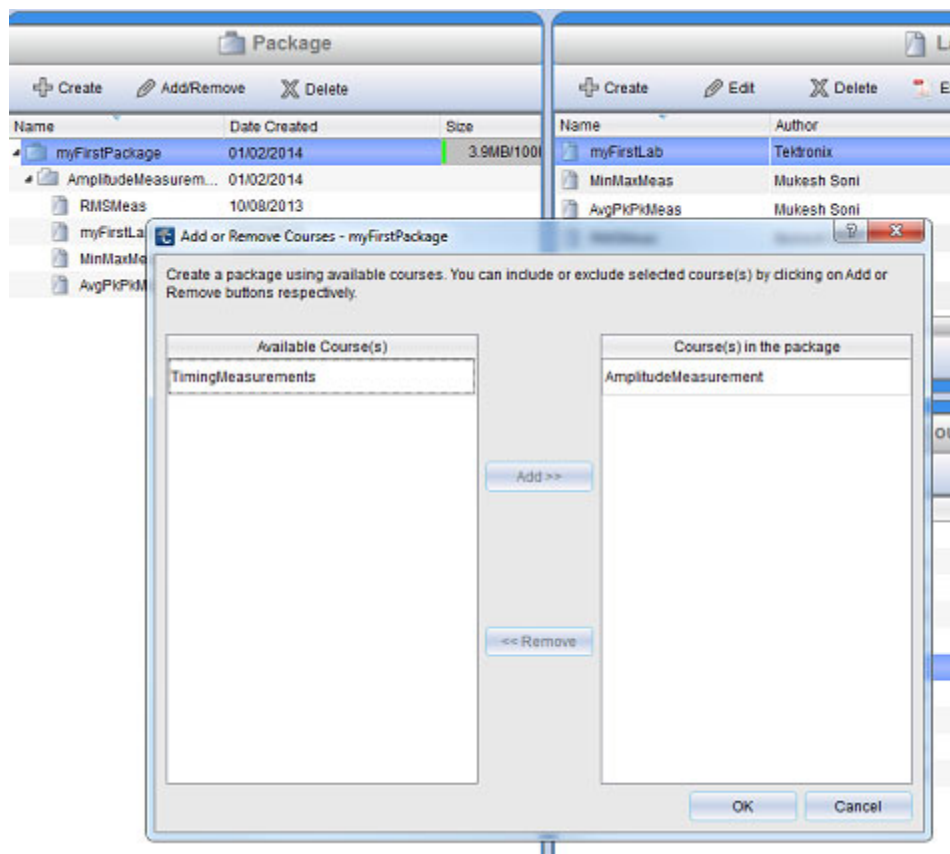 Package
Create Add/Remove Delete
Name Date Created Size
myFirstPackage 01/02/2014 3.9MB/100
AmplitudeMeasurem... 01/02/2014
RMSMeas 10/08/2013
myFirstLa
MinMaxMe
AvgPkPkM
Create Edit Delete E
Name Author
myFirstLab Tektronix
MinMaxMeas Mukesh Soni
AvgPkPkMeas Mukesh Soni
Add or Remove Courses - myFirstPackage
Create a package using available courses. You can include or exclude selected course(s) by clicking on Add or
Remove buttons respectively.
Available Course(s)
TimingMeasurements
Add >>
<< Remove
Course(s) in the package
AmplitudeMeasurement
OK Cancel